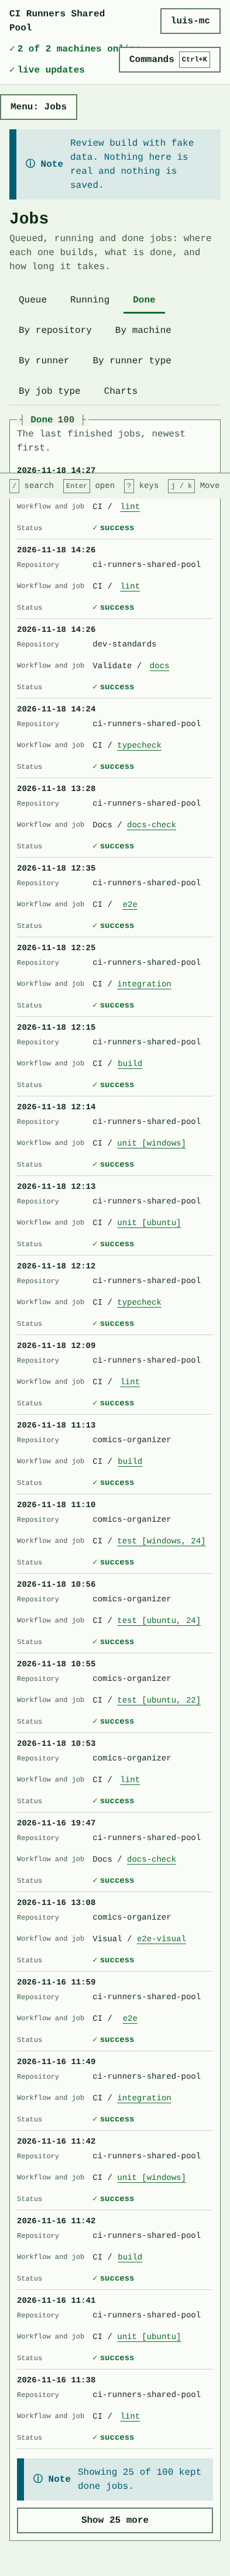 CI Runners Shared
Pool
luis-mc
✓ 2 of 2 machines
✓ live updates
Commands Ctrl+K
Menu: Jobs
ⓘ Note
Review build with fake
data. Nothing here is
real and nothing is
saved.
Jobs
Queued, running and done jobs: where
each one builds, what is done, and
how long it takes.
Queue Running Done
By repository By machine
By runner By runner type
By job type Charts
Done 100
The last finished jobs, newest
first.
2026-11-18 14:27
/ search Enter open ? keys j / k Move
Workflow and job CI / lint
Status ✓ success
2026-11-18 14:26
Repository ci-runners-shared-pool
Workflow and job CI / lint
Status ✓ success
2026-11-18 14:26
Repository dev-standards
Workflow and job Validate / docs
Status ✓ success
2026-11-18 14:24
Repository ci-runners-shared-pool
Workflow and job CI / typecheck
Status ✓ success
2026-11-18 13:28
Repository ci-runners-shared-pool
Workflow and job Docs / docs-check
Status ✓ success
2026-11-18 12:35
Repository ci-runners-shared-pool
Workflow and job CI / e2e
Status ✓ success
2026-11-18 12:25
Repository ci-runners-shared-pool
Workflow and job CI / integration
Status ✓ success
2026-11-18 12:15
Repository ci-runners-shared-pool
Workflow and job CI / build
Status ✓ success
2026-11-18 12:14
Repository ci-runners-shared-pool
Workflow and job CI / unit [windows]
Status ✓ success
2026-11-18 12:13
Repository ci-runners-shared-pool
Workflow and job CI / unit [ubuntu]
Status ✓ success
2026-11-18 12:12
Repository ci-runners-shared-pool
Workflow and job CI / typecheck
Status ✓ success
2026-11-18 12:09
Repository ci-runners-shared-pool
Workflow and job CI / lint
Status ✓ success
2026-11-18 11:13
Repository comics-organizer
Workflow and job CI / build
Status ✓ success
2026-11-18 11:10
Repository comics-organizer
Workflow and job CI / test [windows, 24]
Status ✓ success
2026-11-18 10:56
Repository comics-organizer
Workflow and job CI / test [ubuntu, 24]
Status ✓ success
2026-11-18 10:55
Repository comics-organizer
Workflow and job CI / test [ubuntu, 22]
Status ✓ success
2026-11-18 10:53
Repository comics-organizer
Workflow and job CI / lint
Status ✓ success
2026-11-16 19:47
Repository ci-runners-shared-pool
Workflow and job Docs / docs-check
Status ✓ success
2026-11-16 13:08
Repository comics-organizer
Workflow and job Visual / e2e-visual
Status ✓ success
2026-11-16 11:59
Repository ci-runners-shared-pool
Workflow and job CI / e2e
Status ✓ success
2026-11-16 11:49
Repository ci-runners-shared-pool
Workflow and job CI / integration
Status ✓ success
2026-11-16 11:42
Repository ci-runners-shared-pool
Workflow and job CI / unit [windows]
Status ✓ success
2026-11-16 11:42
Repository ci-runners-shared-pool
Workflow and job CI / build
Status ✓ success
2026-11-16 11:41
Repository ci-runners-shared-pool
Workflow and job CI / unit [ubuntu]
Status ✓ success
2026-11-16 11:38
Repository ci-runners-shared-pool
Workflow and job CI / lint
Status ✓ success
ⓘ Note
Showing 25 of 100 kept
done jobs.
Show 25 more